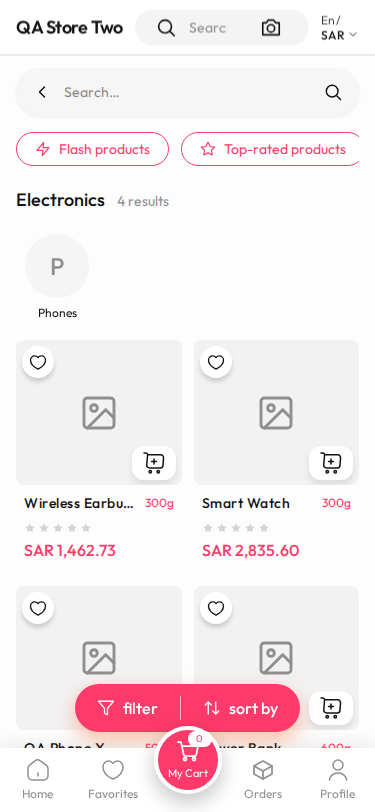 QA Store Two
Searc
En/
SAR
Search...
Flash products
Top-rated products
Electronics 4 results
P
Phones
Wireless Earbu... 300g
Smart Watch 300g
SAR 1,462.73
SAR 2,835.60
filter
sort by
QA Phone X
0
My Cart
Home
Favorites
Orders
Profile